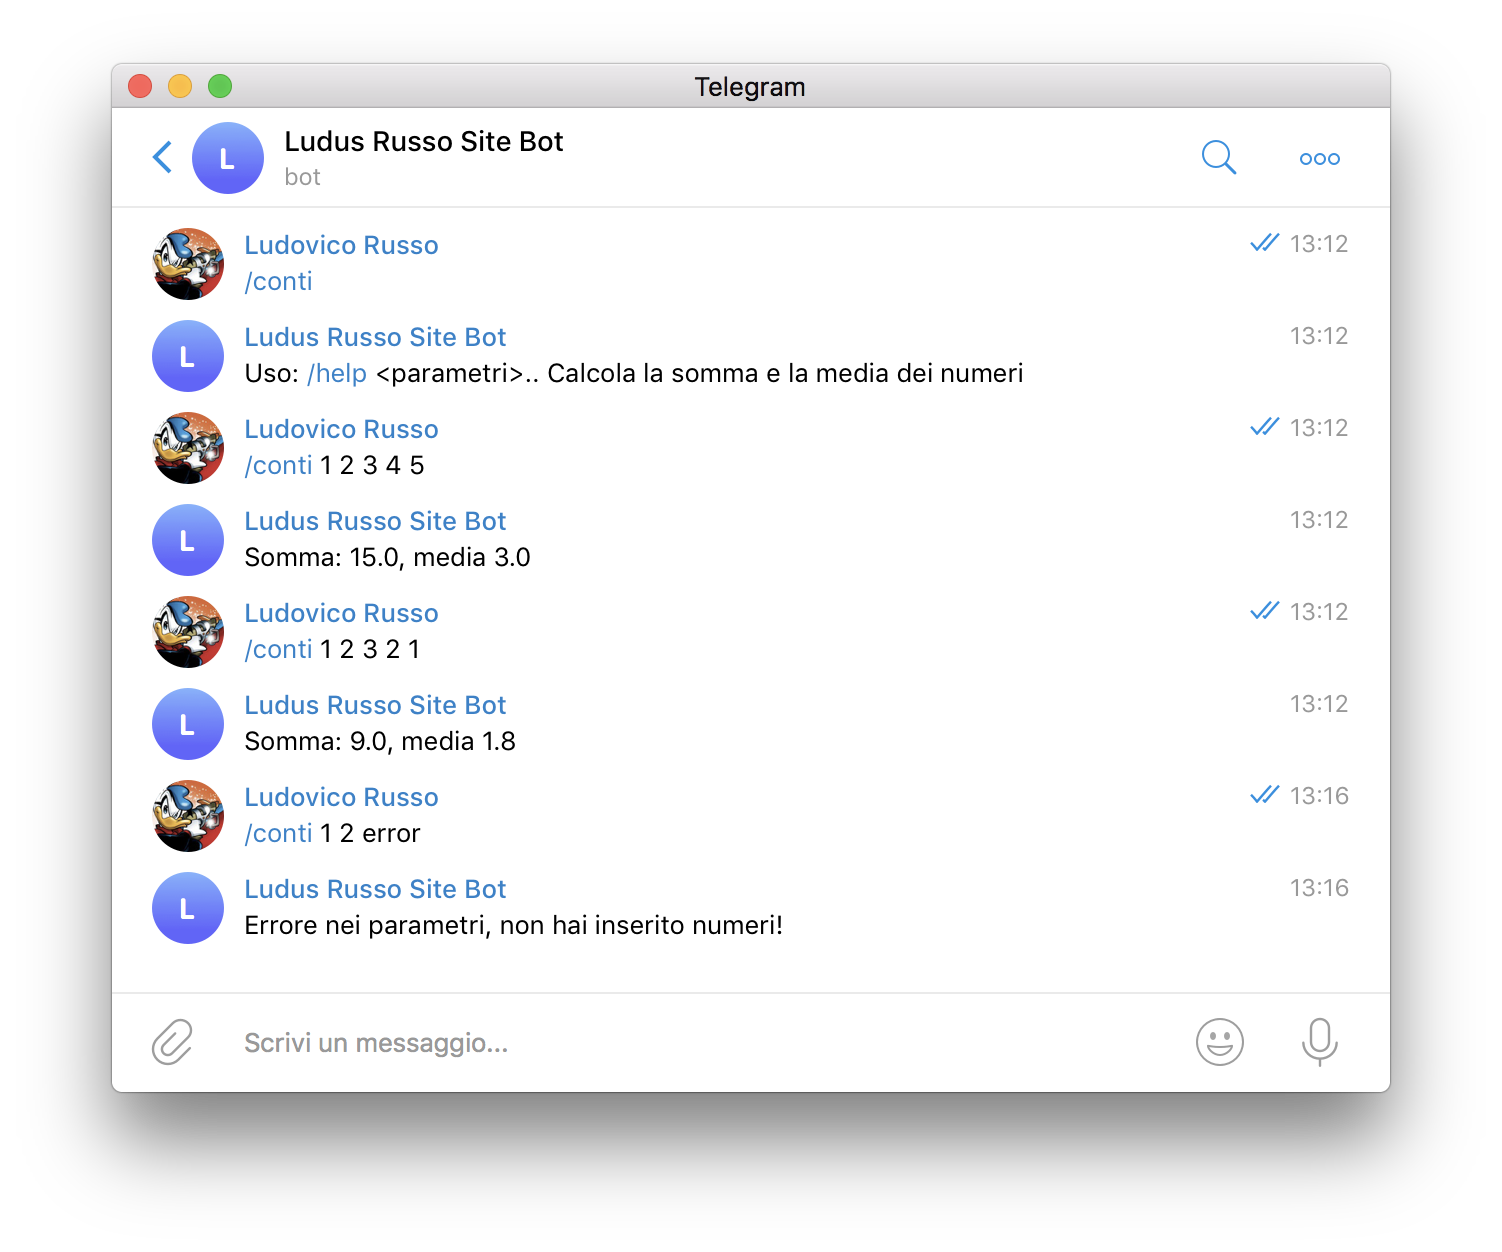 Telegram
L
Ludus Russo Site Bot
bot
Ludovico Russo 13:12
/conti
L
Ludus Russo Site Bot 13:12
Uso: /help <parametri>.. Calcola la somma e la media dei numeri
Ludovico Russo 13:12
/conti 1 2 3 4 5
L
Ludus Russo Site Bot 13:12
Somma: 15.0, media 3.0
Ludovico Russo 13:12
/conti 1 2 3 2 1
L
Ludus Russo Site Bot 13:12
Somma: 9.0, media 1.8
Ludovico Russo 13:16
/conti 1 2 error
L
Ludus Russo Site Bot 13:16
Errore nei parametri, non hai inserito numeri!
Scrivi un messaggio...